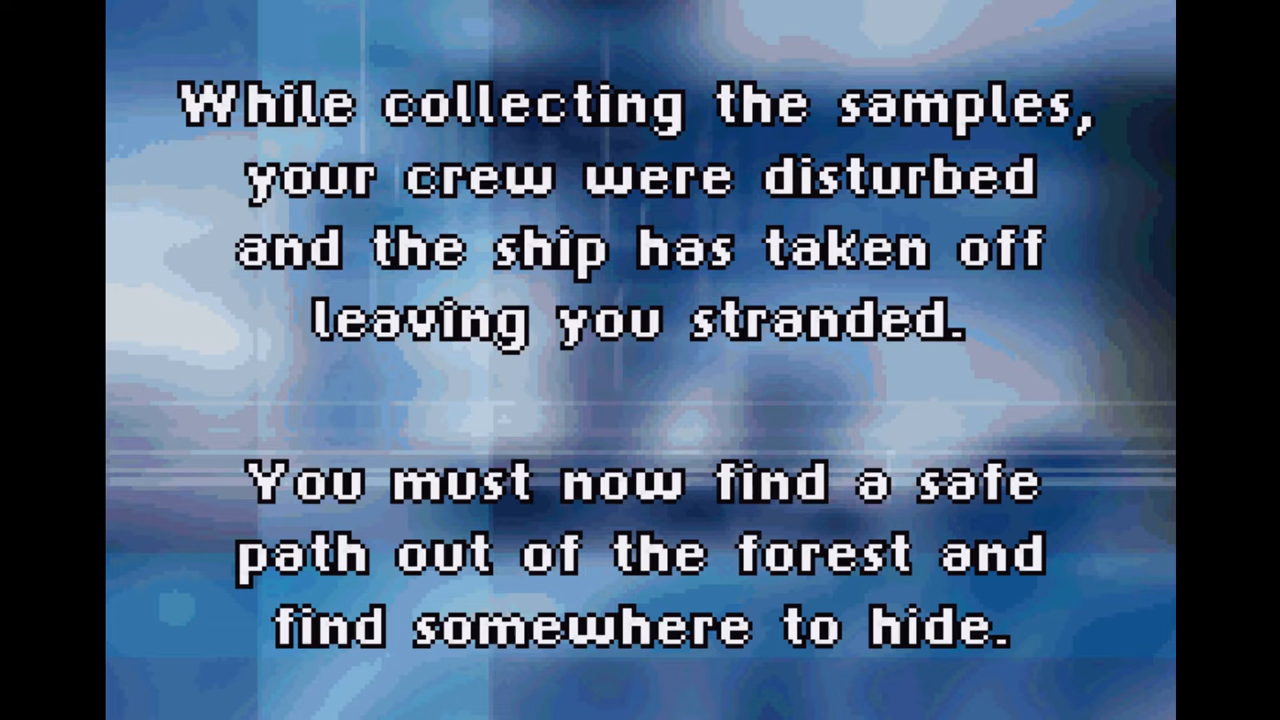 While collecting the samples,
your crew were disturbed
and the ship has taken off
leaving you stranded.
You must now find a safe
path out of the forest and
find somewhere to hide.